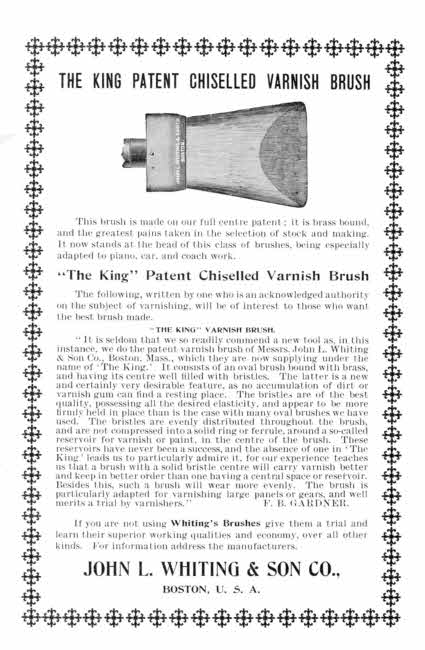 THE KING PATENT CHISELLED VARNISH BRUSH
JOHN L. WHITING & SON CO.
BOSTON.
This brush is made on our full centre patent; it is brass bound,
and the greatest pains taken in the selection of stock and making.
It now stands at the head of this class of brushes, being especially
adapted to piano, car, and coach work.
"The King" Patent Chiselled Varnish Brush
The following, written by one who is an acknowledged authority
on the subject of varnishing, will be of interest to those who want
the best brush made.
"THE KING" VARNISH BRUSH.
"It is seldom that we so readily commend a new tool as, in this
instance, we do the patent varnish brush of Messrs. John L. Whiting
& Son Co., Boston, Mass., which they are now supplying under the
name of 'The King.' It consists of an oval brush bound with brass,
and having its centre well filled with bristles. The latter is a new
and certainly very desirable feature, as no accumulation of dirt or
varnish gum can find a resting place. The bristles are of the best
quality, possessing all the desired elasticity, and appear to be more
firmly held in place than is the case with many oval brushes we have
used. The bristles are evenly distributed throughout the brush,
and are not compressed into a solid ring or ferrule, around a so-called
reservoir for varnish or paint, in the centre of the brush. These
reservoirs have never been a success, and the absence of one in 'The
King' leads us to particularly admire it, for our experience teaches
us that a brush with a solid bristle centre will carry varnish better
and keep in better order than one having a central space or reservoir.
Besides this, such a brush will wear more evenly. The brush is
particularly adapted for varnishing large panels or gears, and well
merits a trial by varnishers." F. B. GARDNER.
If you are not using Whiting's Brushes give them a trial and
learn their superior working qualities and economy, over all other
kinds. For information address the manufacturers.
JOHN L. WHITING & SON CO.,
BOSTON, U. S. A.